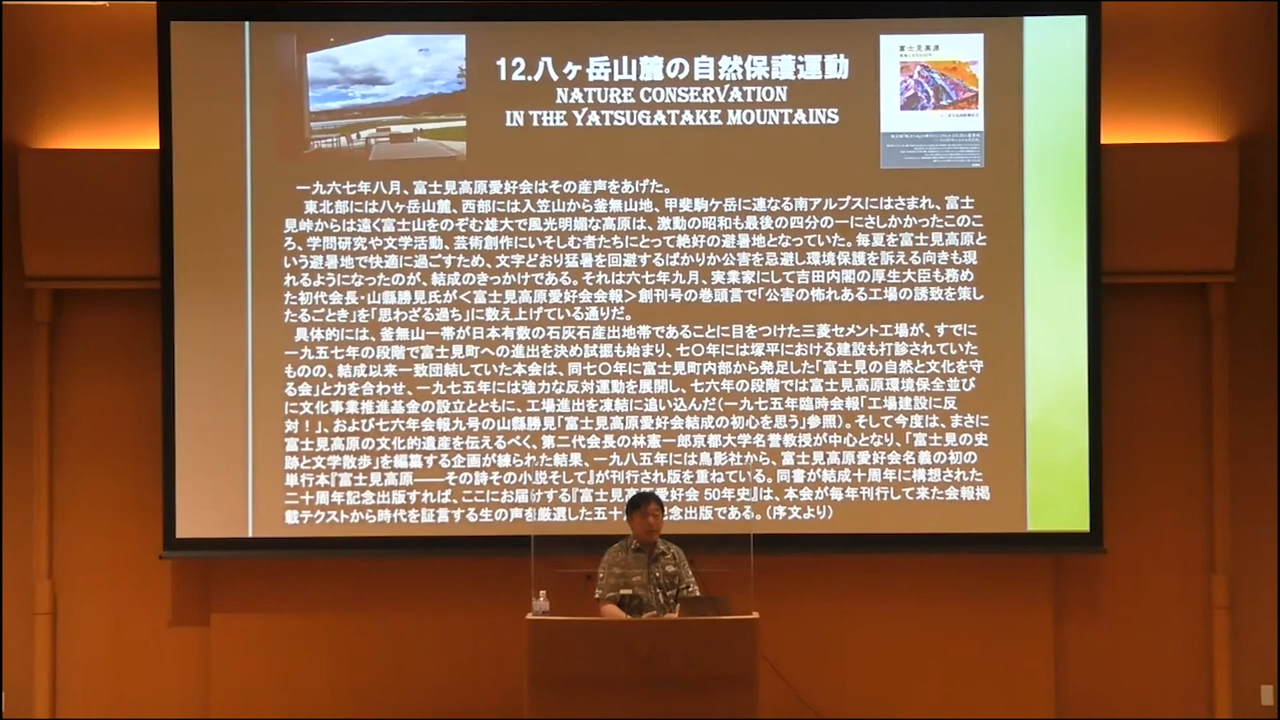 12.八ヶ岳山麓の自然保護運動
NATURE CONSERVATION
IN THE YATSUGATAKE MOUNTAINS
富士見高原
一九六七年八月、富士見高原愛好会はその産声をあげた。
東北部には八ヶ岳山麓、西部には入笠山から釜無山地、甲斐駒ケ岳に連なる南アルプスにはさまれ、富士
見峠からは遠く富士山をのぞむ雄大で風光明媚な高原は、激動の昭和も最後の四分の一にさしかかったこのこ
ろ、学問研究や文学活動、芸術創作にいそしむ者たちにとって絶好の避暑地となっていた。毎夏を富士見高原と
いう避暑地で快適に過ごすため、文字どおり猛暑を回避するばかりか公害を忌避し環境保護を訴える向きも現
れるようになったのが、結成のきっかけである。それは六七年九月、実業家にして吉田内閣の厚生大臣も務め
た初代会長・山縣勝見氏が<富士見高原愛好会会報>創刊号の巻頭言で「公害の怖れある工場の誘致を策し
たるごとき」を「思わざる過ち」に数え上げている通りだ。
具体的には、釜無山一帯が日本有数の石灰石産出地帯であることに目をつけた三菱セメント工場が、すでに
一九五七年の段階で富士見町への進出を決め試掘も始まり、七〇年には塚平における建設も打診されていた
ものの、結成以来一致団結していた本会は、同七〇年に富士見町内部から発足した「富士見の自然と文化を守
る会」と力を合わせ、一九七五年には強力な反対運動を展開し、七六年の段階では富士見高原環境保全並び
に文化事業推進基金の設立とともに、工場進出を凍結に追い込んだ(一九七五年臨時会報「工場建設に反
対!」、および七六年会報九号の山縣勝見「富士見高原愛好会結成の初心を思う」参照)。そして今度は、まさに
富士見高原の文化的遺産を伝えるべく、第二代会長の林憲一郎京都大学名誉教授が中心となり、「富士見の史
跡と文学散歩」を編纂する企画が練られた結果、一九八五年には鳥影社から、富士見高原愛好会名義の初の
単行本『富士見高原――その詩その小説そして』が刊行され版を重ねている。同書が結成十周年に構想された
二十周年記念出版すれば、ここにお届けする『富士見高原愛好会 50年史』は、本会が毎年刊行して来た会報掲
載テクストから時代を証言する生の声を厳選した五十 念出版である。(序文より)